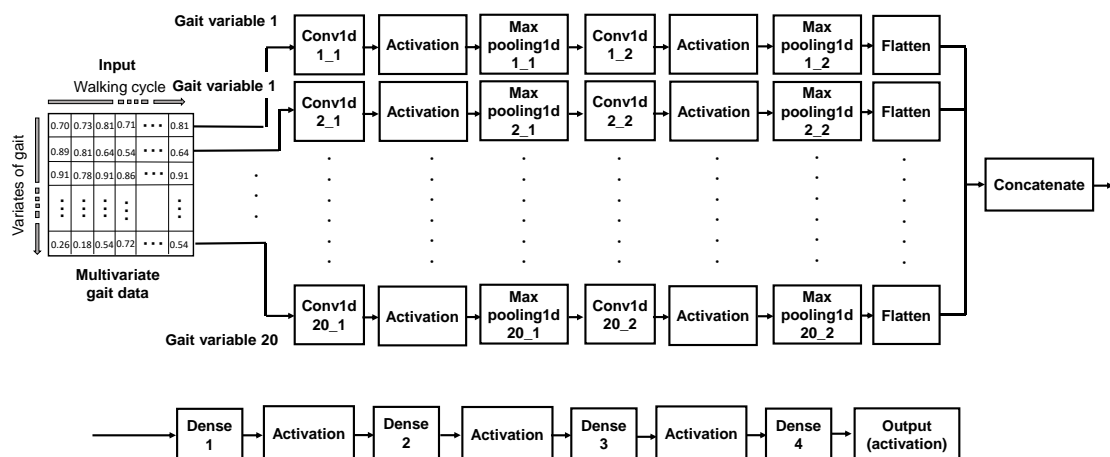 Gait variable 1
Input
Walking cycle
Gait variable 1
Variates of gait
0.70 0.73 0.81 0.71 ··· 0.81
0.89 0.81 0.64 0.54 ··· 0.64
0.91 0.78 0.91 0.86 ··· 0.91
0.26 0.18 0.54 0.72 ··· 0.54
Multivariate
gait data
Gait variable 20
Conv1d
1_1
Activation
Max
pooling1d
1_1
Conv1d
1_2
Activation
Max
pooling1d
1_2
Flatten
Conv1d
2_1
Activation
Max
pooling1d
2_1
Conv1d
2_2
Activation
Max
pooling1d
2_2
Flatten
Conv1d
20_1
Activation
Max
pooling1d
20_1
Conv1d
20_2
Activation
Max
pooling1d
20_2
Flatten
Concatenate
Dense
1
Activation
Dense
2
Activation
Dense
3
Activation
Dense
4
Output
(activation)